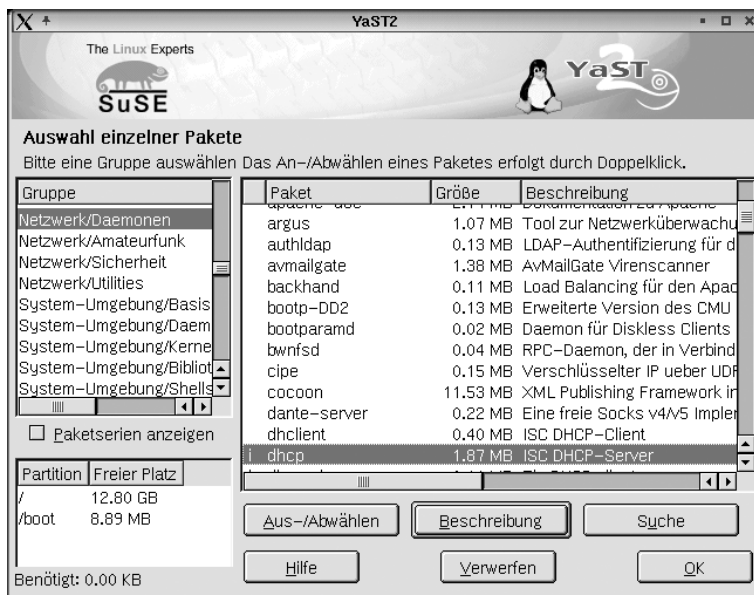 YaST2
The Linux Experts
SuSE
YaST 2
Auswahl einzelner Pakete
Bitte eine Gruppe auswählen Das An-/Abwählen eines Paketes erfolgt durch Doppelklick.
Gruppe
Netzwerk/Daemonen
Netzwerk/Amateurfunk
Netzwerk/Sicherheit
Netzwerk/Utilities
System-Umgebung/Basis
System-Umgebung/Daem
System-Umgebung/Kerne
System-Umgebung/Bibliot
System-Umgebung/Shells
Paketserien anzeigen
Partition Freier Platz
/ 12.80 GB
/boot 8.89 MB
Benötigt: 0.00 KB
Paket Größe Beschreibung
argus 1.07 MB Tool zur Netzwerküberwachu
authldap 0.13 MB LDAP-Authentifizierung für d
avmailgate 1.38 MB AvMailGate Virenscanner
backhand 0.11 MB Load Balancing für den Apac
bootp-DD2 0.13 MB Erweiterte Version des CMU
bootparamd 0.02 MB Daemon für Diskless Clients
bwnfsd 0.04 MB RPC-Daemon, der in Verbind
cipe 0.15 MB Verschlüsselter IP ueber UDF
cocoon 11.53 MB XML Publishing Framework in
dante-server 0.22 MB Eine freie Socks v4/v5 Impler
dhclient 0.40 MB ISC DHCP-Client
i dhcp 1.87 MB ISC DHCP-Server
Aus-/Abwählen Beschreibung Suche
Hilfe Verwerfen OK